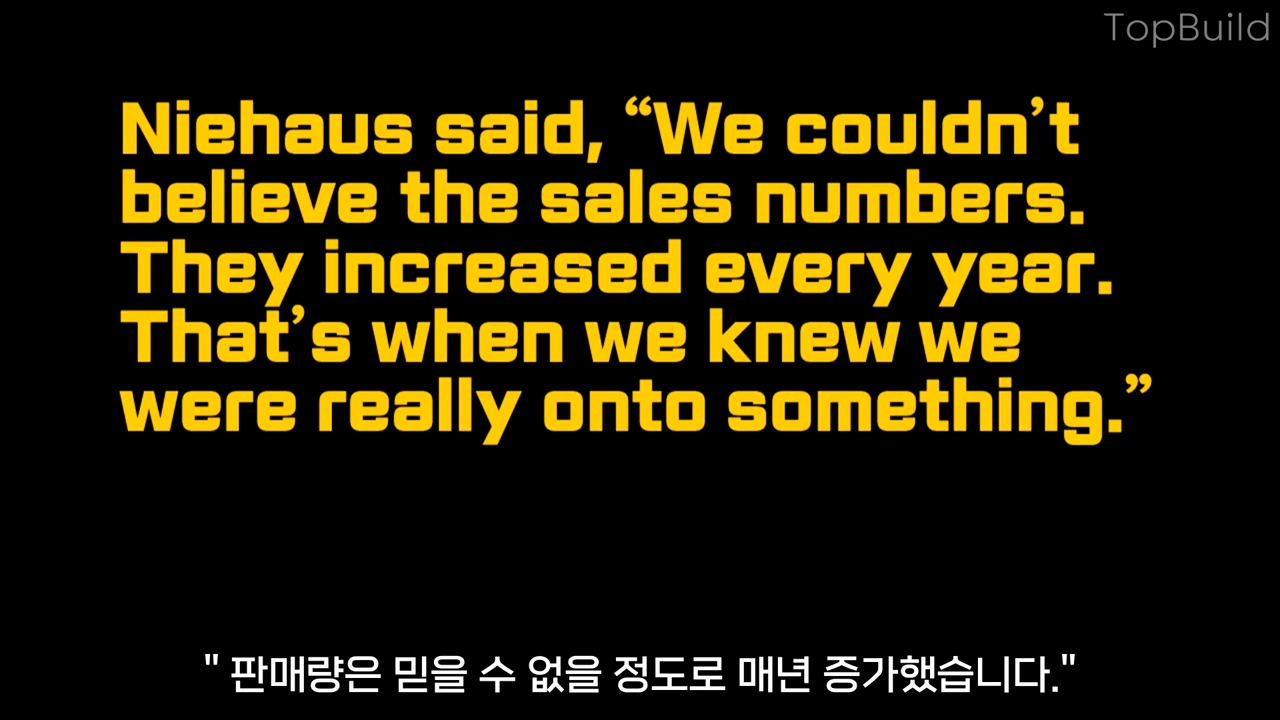 TopBuild
Niehaus said, “We couldn’t
believe the sales numbers.
They increased every year.
That’s when we knew we
were really onto something.”
" 판매량은 믿을 수 없을 정도로 매년 증가했습니다."